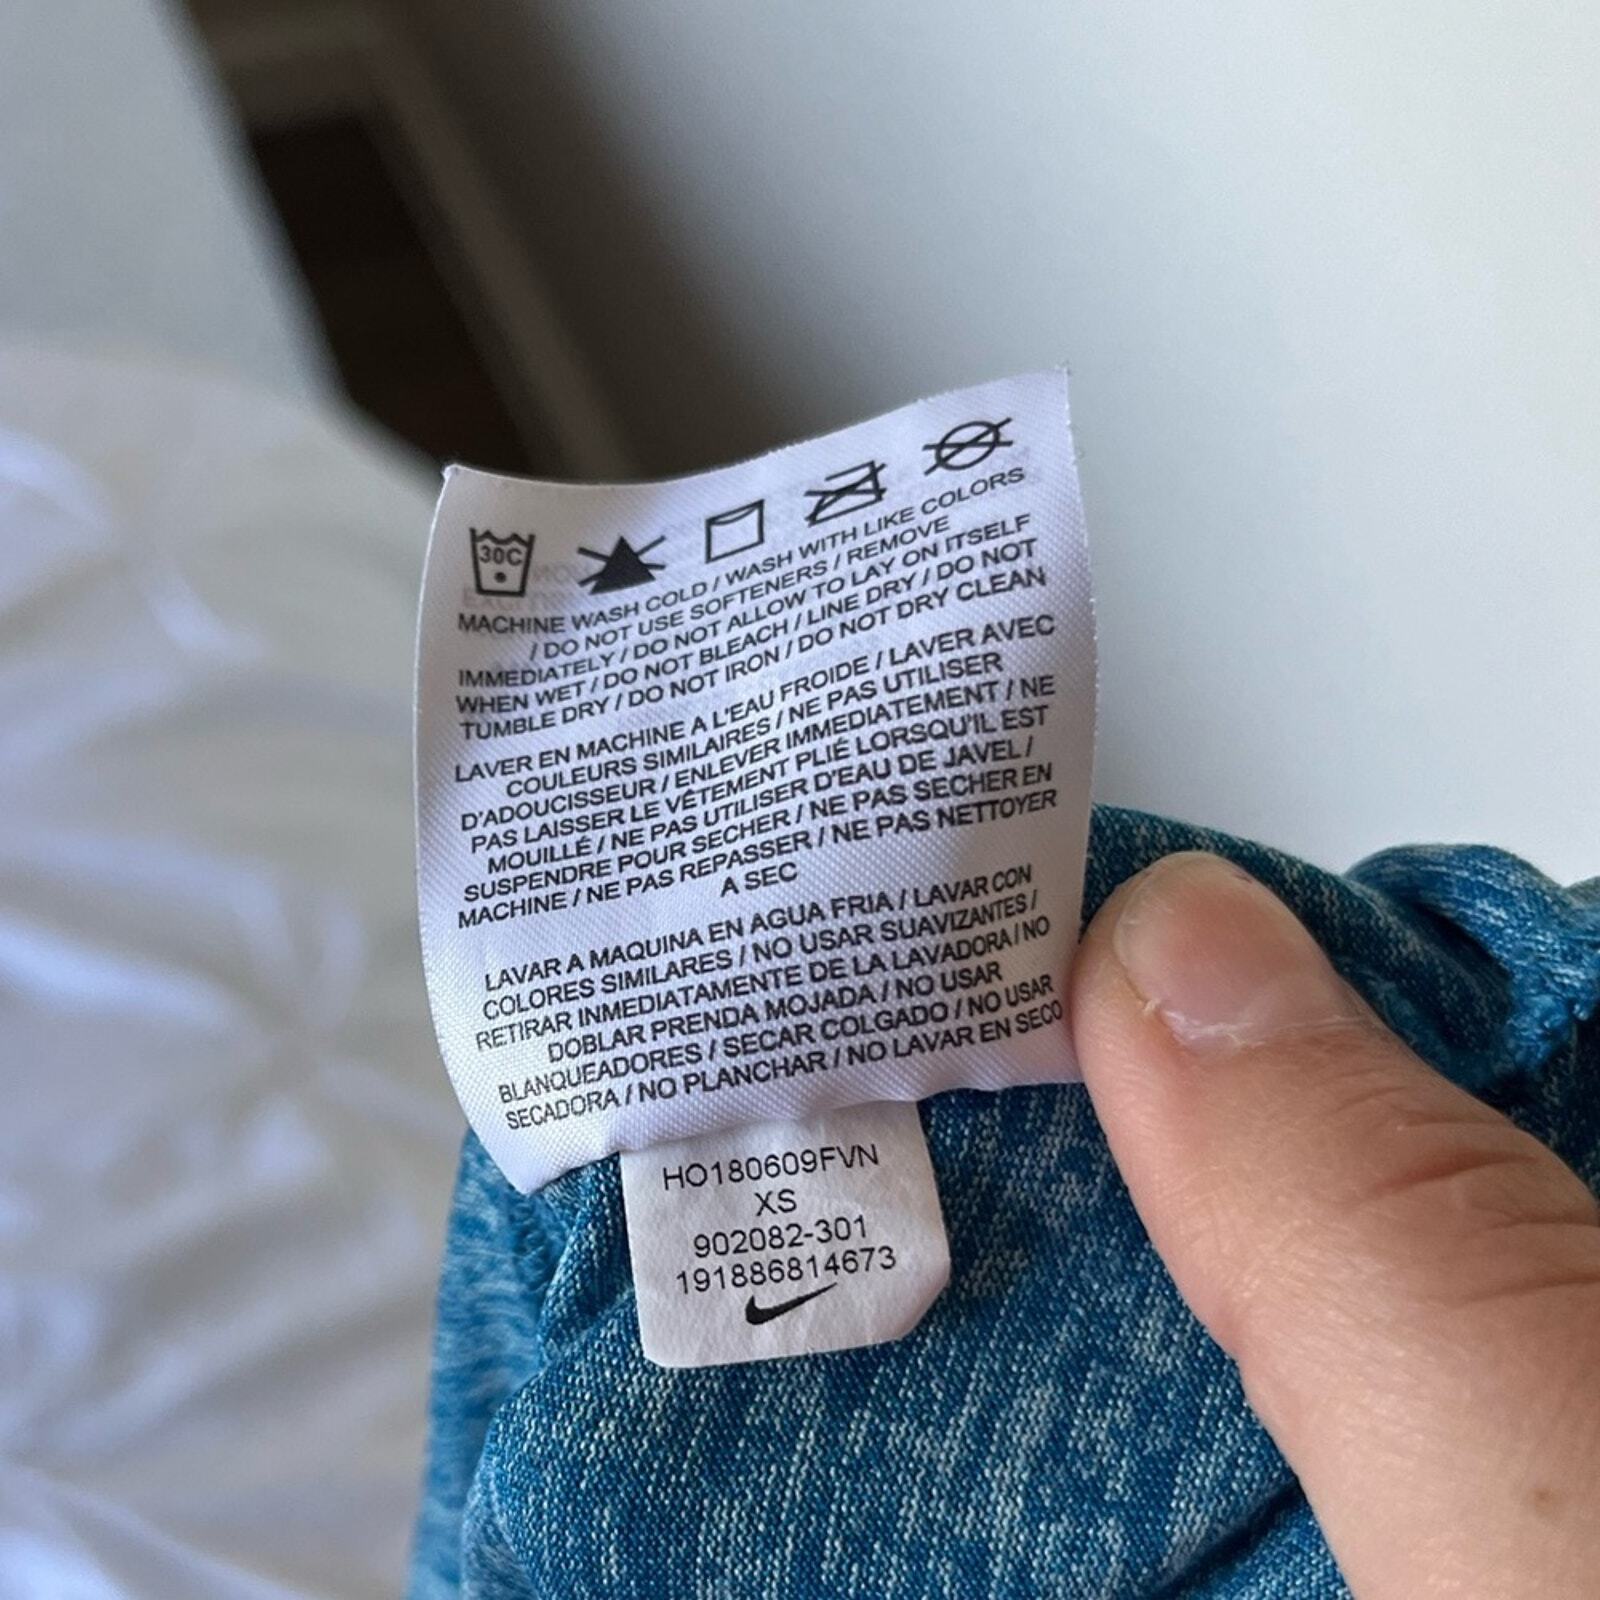 30C
MACHINE WASH COLD / WASH WITH LIKE COLORS
/ DO NOT USE SOFTENERS / REMOVE
IMMEDIATELY / DO NOT ALLOW TO LAY ON ITSELF
WHEN WET / DO NOT BLEACH / LINE DRY / DO NOT
TUMBLE DRY / DO NOT IRON / DO NOT DRY CLEAN
LAVER EN MACHINE A L'EAU FROIDE / LAVER AVEC
COULEURS SIMILAIRES / NE PAS UTILISER
D'ADOUCISSEUR / ENLEVER IMMEDIATEMENT / NE
PAS LAISSER LE VÊTEMENT PLIÉ LORSQU'IL EST
MOUILLÉ / NE PAS UTILISER D'EAU DE JAVEL /
SUSPENDRE POUR SECHER / NE PAS SECHER EN
MACHINE / NE PAS REPASSER / NE PAS NETTOYER
A SEC
LAVAR A MAQUINA EN AGUA FRIA / LAVAR CON
COLORES SIMILARES / NO USAR SUAVIZANTES /
RETIRAR INMEDIATAMENTE DE LA LAVADORA / NO
DOBLAR PRENDA MOJADA / NO USAR
BLANQUEADORES / SECAR COLGADO / NO USAR
SECADORA / NO PLANCHAR / NO LAVAR EN SECO
HO180609FVN
XS
902082-301
191886814673